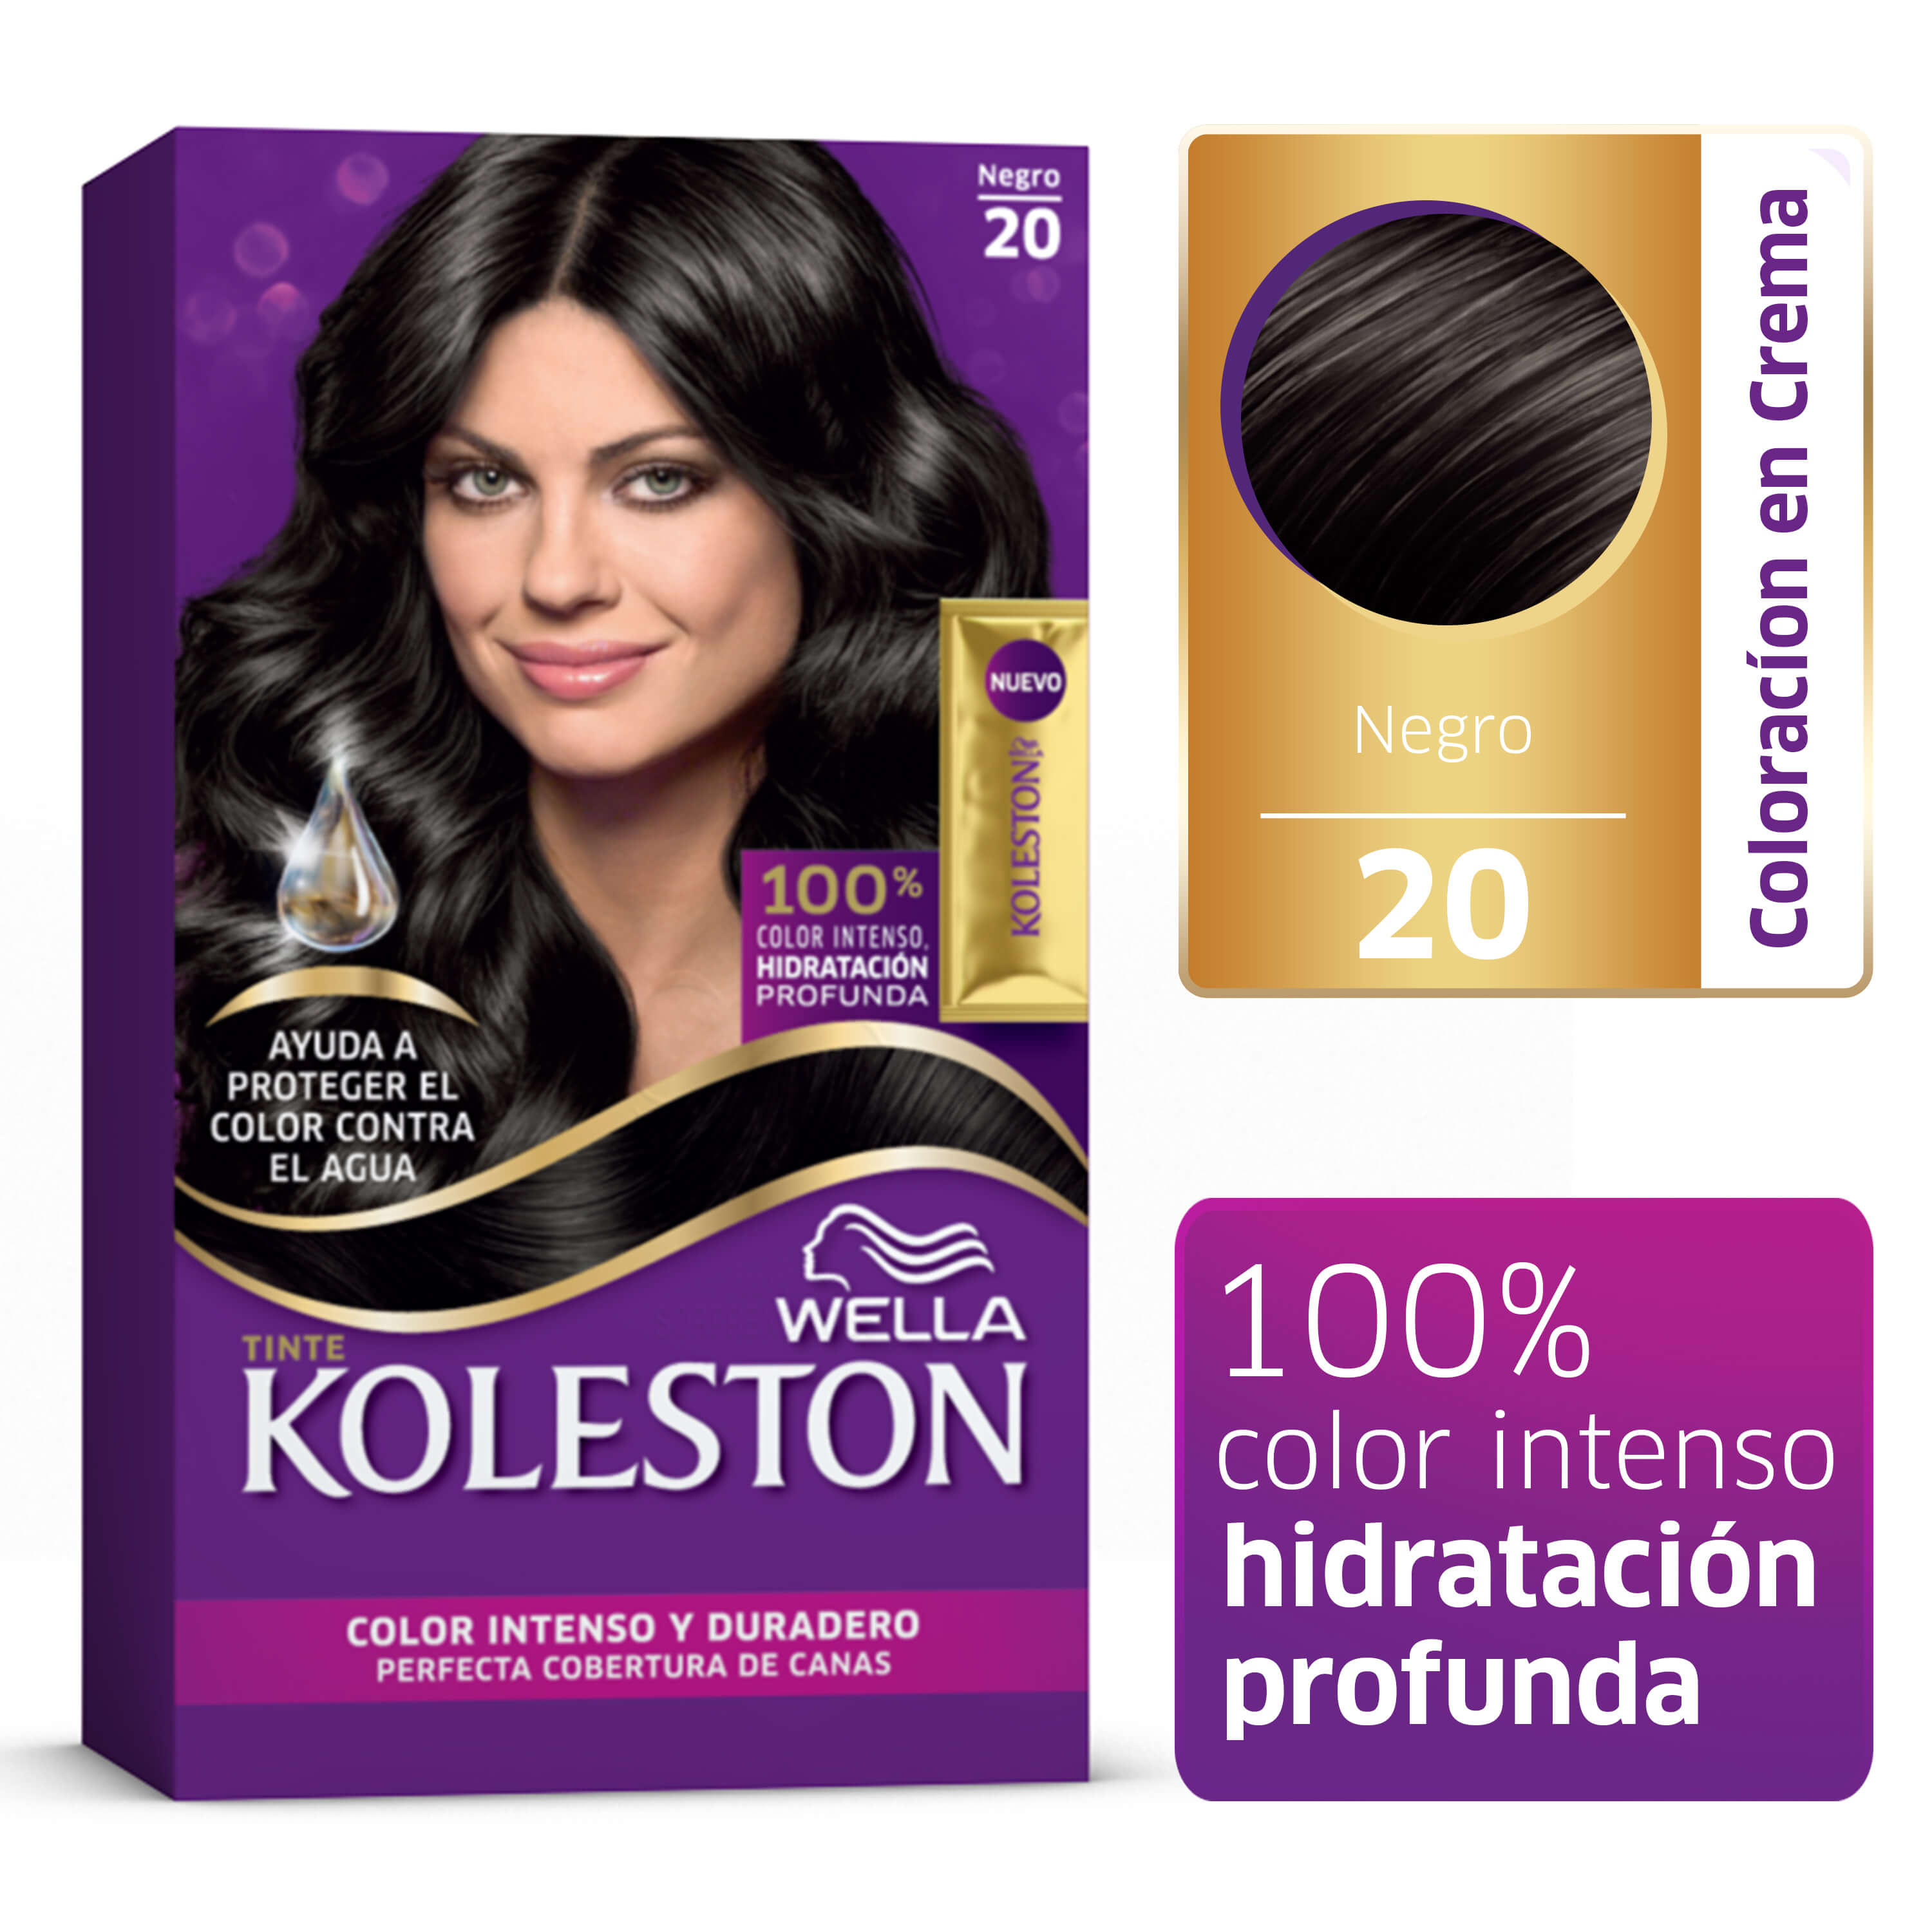 Negro
20
NUEVO
KOLESTON
100%
COLOR INTENSO,
HIDRATACIÓN
PROFUNDA
AYUDA A
PROTEGER EL
COLOR CONTRA
EL AGUA
WELLA
TINTE
KOLESTON
COLOR INTENSO Y DURADERO
PERFECTA COBERTURA DE CANAS
Negro
20
Coloracíon en Crema
100%
color intenso
hidratación
profunda